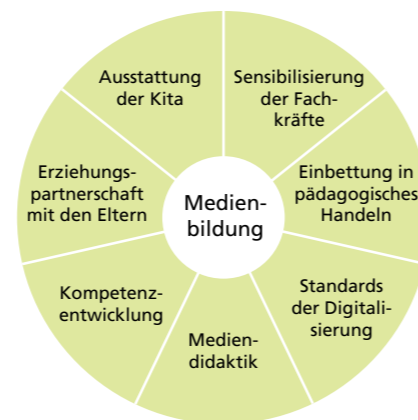 Ausstattung
der Kita
Sensibilisierung
der Fach-
kräfte
Erziehungs-
partnerschaft
mit den Eltern
Medien-
bildung
Einbettung in
pädagogisches
Handeln
Kompetenz-
entwicklung
Medien-
didaktik
Standards
der Digitali-
sierung